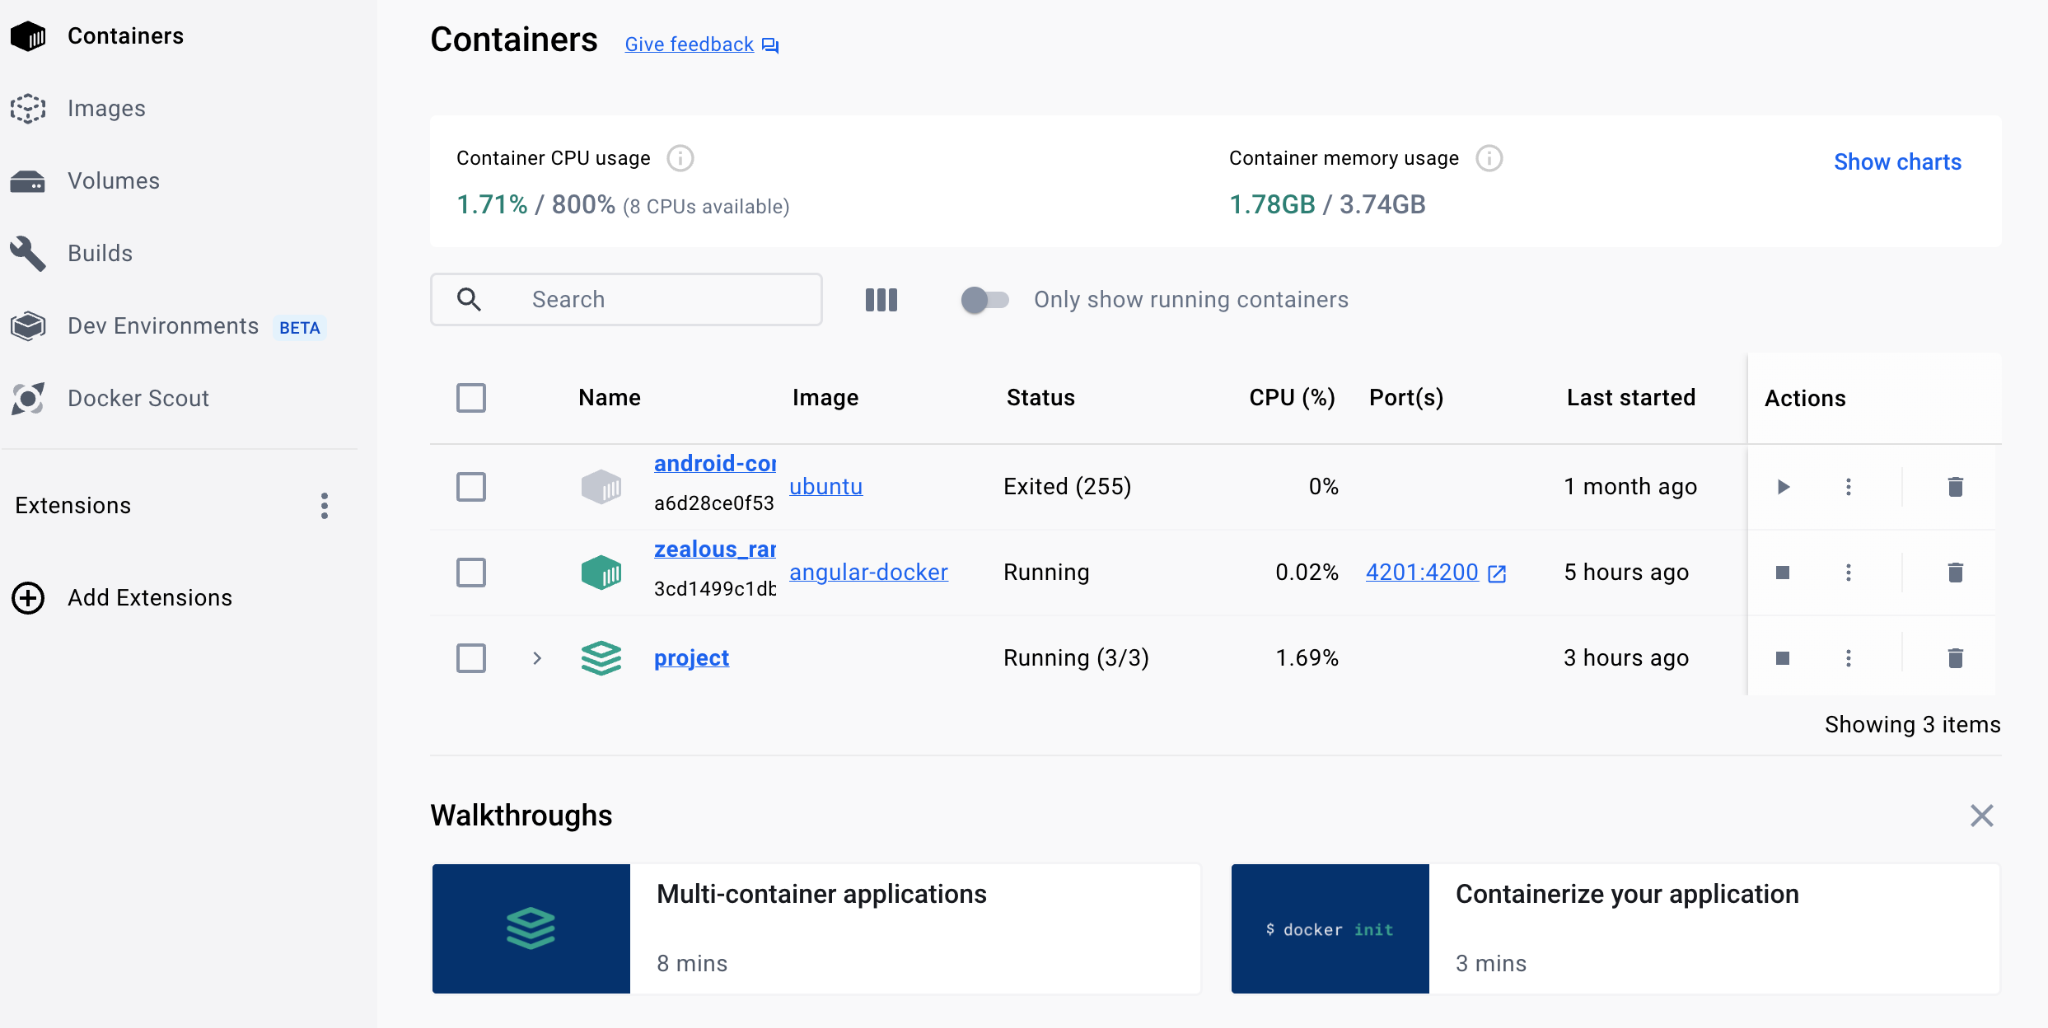 Containers
Images
Volumes
Builds
Dev Environments BETA
Docker Scout
Extensions
Add Extensions
Containers Give feedback
Container CPU usage
1.71% / 800% (8 CPUs available)
Container memory usage
1.78GB / 3.74GB
Show charts
Search
Only show running containers
Name Image Status CPU (%) Port(s) Last started Actions
android-cor
a6d28ce0f53
ubuntu Exited (255) 0% 1 month ago
zealous_rar
3cd1499c1db
angular-docker Running 0.02% 4201:4200 5 hours ago
project Running (3/3) 1.69% 3 hours ago
Showing 3 items
Walkthroughs
Multi-container applications
8 mins
$ docker init
Containerize your application
3 mins